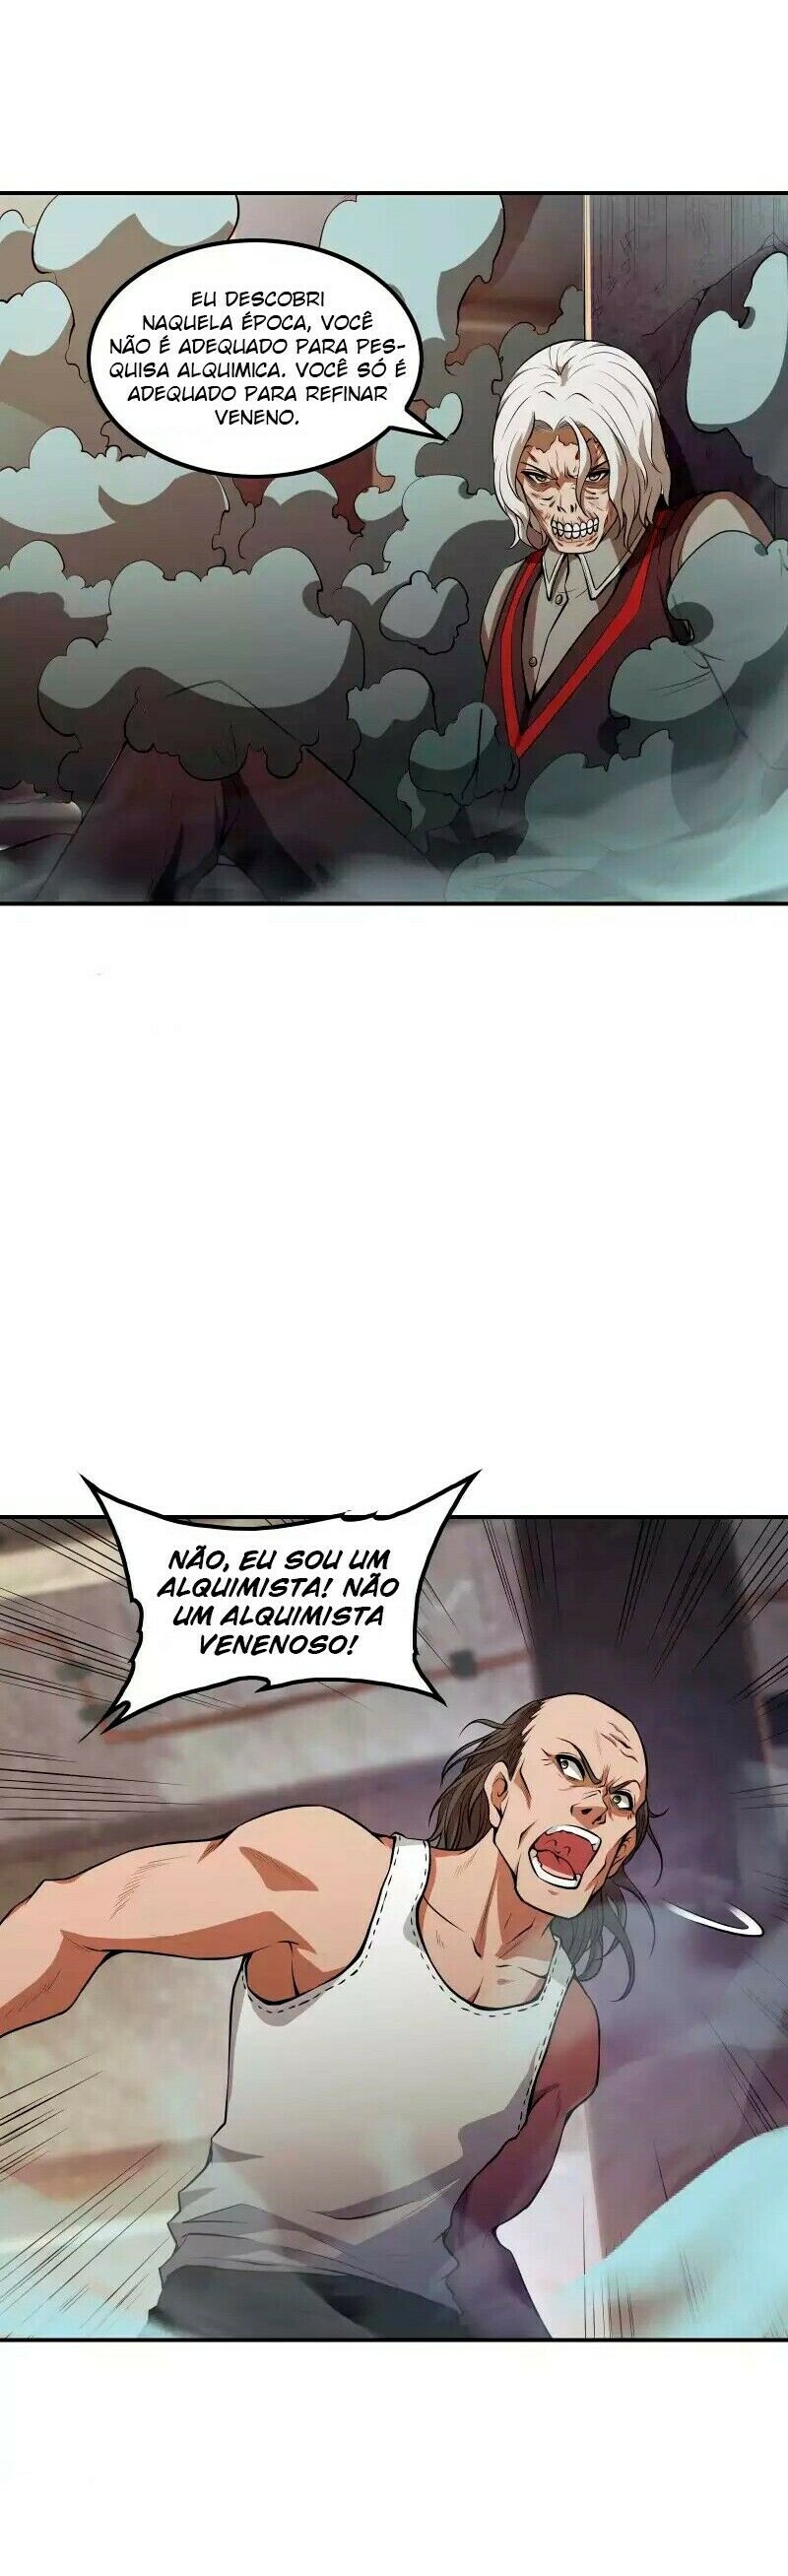 EU DESCOBRI
NAQUELA ÉPOCA, VOCÊ
NÃO É ADEQUADO PARA PES-
QUISA ALQUIMICA. VOCÊ SÓ É
ADEQUADO PARA REFINAR
VENENO.
NÃO, EU SOU UM
ALQUIMISTA! NÃO
UM ALQUIMISTA
VENENOSO!